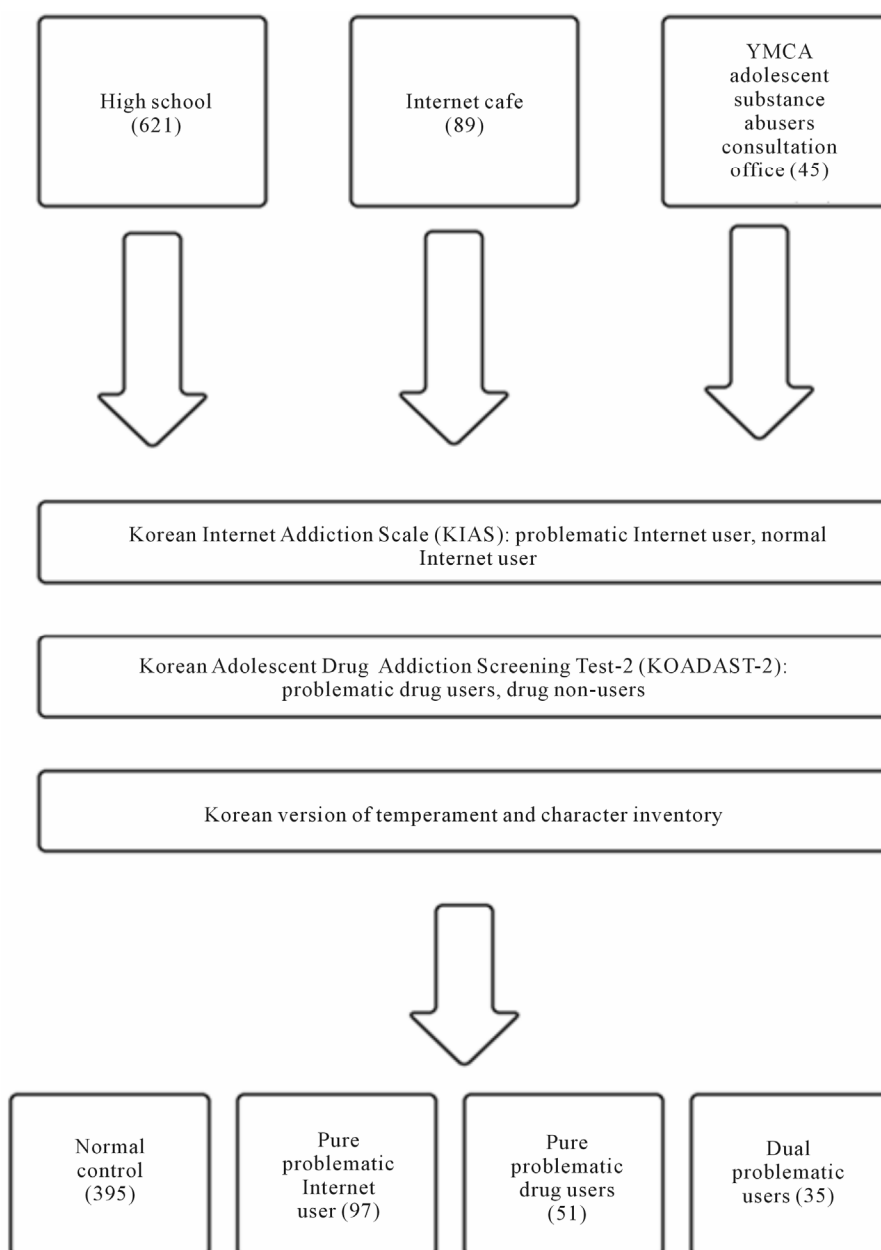 High school
(621)
Internet cafe
(89)
YMCA
adolescent
substance
abusers
consultation
office (45)
Korean Internet Addiction Scale (KIAS): problematic Internet user, normal
Internet user
Korean Adolescent Drug Addiction Screening Test-2 (KOADAST-2):
problematic drug users, drug non-users
Korean version of temperament and character inventory
Normal
control
(395)
Pure
problematic
Internet
user (97)
Pure
problematic
drug users
(51)
Dual
problematic
users (35)